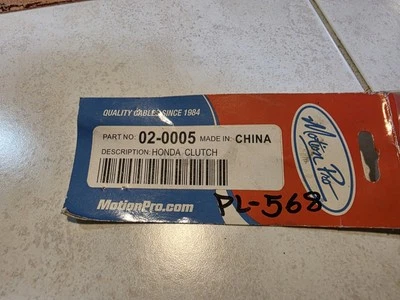 QUALITY CABLES SINCE 1984
PART NO: 02-0005 MADE IN: CHINA
DESCRIPTION: HONDA CLUTCH
Motion Pro
MotionPro.com
PL-568